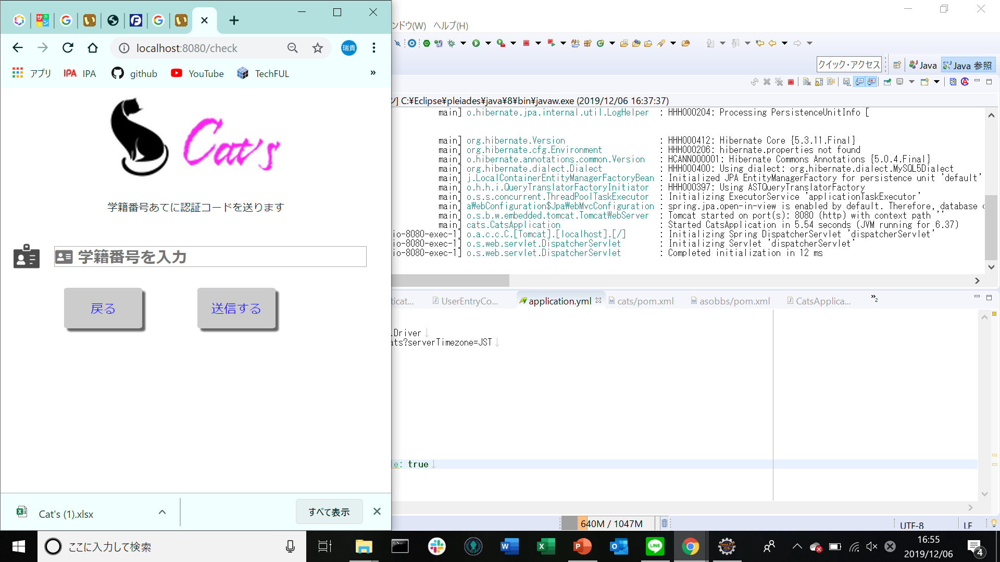 localhost:8080/check
瑞貴
アプリ
IPA IPA
github
YouTube
TechFUL
»
Cat's
学籍番号あてに認証コードを送ります
学籍番号を入力
戻る
送信する
Cat's (1).xlsx
すべて表示
ンドウ(W) ヘルプ(H)
クイック・アクセス
Java
Java 参照
] C:¥Eclipse¥pleiades¥java¥8¥bin¥javaw.exe (2019/12/06 16:37:37)
main] o.hibernate.jpa.internal.util.LogHelper : HHH000204: Processing PersistenceUnitInfo [
main] org.hibernate.Version : HHH000412: Hibernate Core {5.3.11.Final}
main] org.hibernate.cfg.Environment : HHH000206: hibernate.properties not found
main] o.hibernate.annotations.common.Version : HCANN000001: Hibernate Commons Annotations {5.0.4.Final}
main] org.hibernate.dialect.Dialect : HHH000400: Using dialect: org.hibernate.dialect.MySQL5Dialect
main] j.LocalContainerEntityManagerFactoryBean : Initialized JPA EntityManagerFactory for persistence unit 'default'
main] o.h.h.i.QueryTranslatorFactoryInitiator : HHH000397: Using ASTQueryTranslatorFactory
main] o.s.s.concurrent.ThreadPoolTaskExecutor : Initializing ExecutorService 'applicationTaskExecutor'
main] aWebConfiguration$JpaWebMvcConfiguration : spring.jpa.open-in-view is enabled by default. Therefore, database
main] o.s.b.w.embedded.tomcat.TomcatWebServer : Tomcat started on port(s): 8080 (http) with context path ''
main] cats.CatsApplication : Started CatsApplication in 5.54 seconds (JVM running for 6.37)
io-8080-exec-1] o.a.c.c.C.[Tomcat].[localhost].[/] : Initializing Spring DispatcherServlet 'dispatcherServlet'
io-8080-exec-1] o.s.web.servlet.DispatcherServlet : Initializing Servlet 'dispatcherServlet'
io-8080-exec-1] o.s.web.servlet.DispatcherServlet : Completed initialization in 12 ms
ticat...
UserEntryCo...
application.yml
cats/pom.xml
asobbs/pom.xml
CatsApplica...
»2
.Driver↓
ats?serverTimezone=JST↓
e: true↓
640M / 1047M
UTF-8
LF
ここに入力して検索
16:55
2019/12/06
4